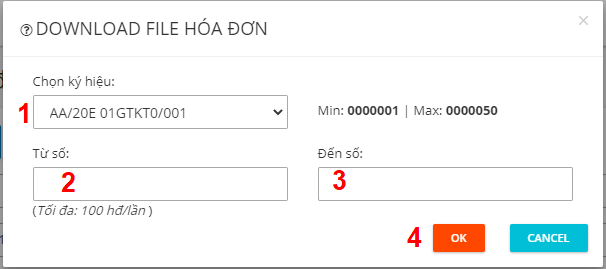 DOWNLOAD FILE HÓA ĐƠN ×
Chọn ký hiệu:
1 AA/20E 01GTKT0/001 Min: 0000001 | Max: 0000050
Từ số: Đến số:
2 3
(Tối đa: 100 hđ/lần )
4 OK CANCEL